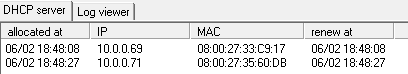 DHCP server Log viewer
allocated at IP MAC renew at
06/02 18:48:08 10.0.0.69 08:00:27:33:C9:17 06/02 18:48:08
06/02 18:48:27 10.0.0.71 08:00:27:35:60:DB 06/02 18:48:27